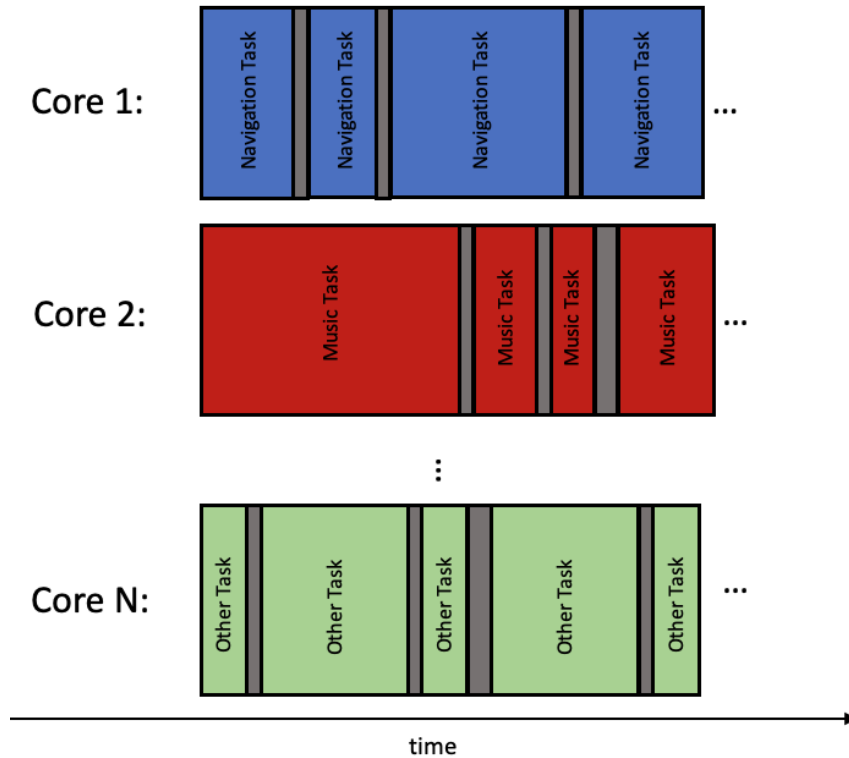 Core 1:
Navigation Task
Navigation Task
Navigation Task
Navigation Task
...
Core 2:
Music Task
Music Task
Music Task
Music Task
...
...
Core N:
Other Task
Other Task
Other Task
Other Task
Other Task
...
time